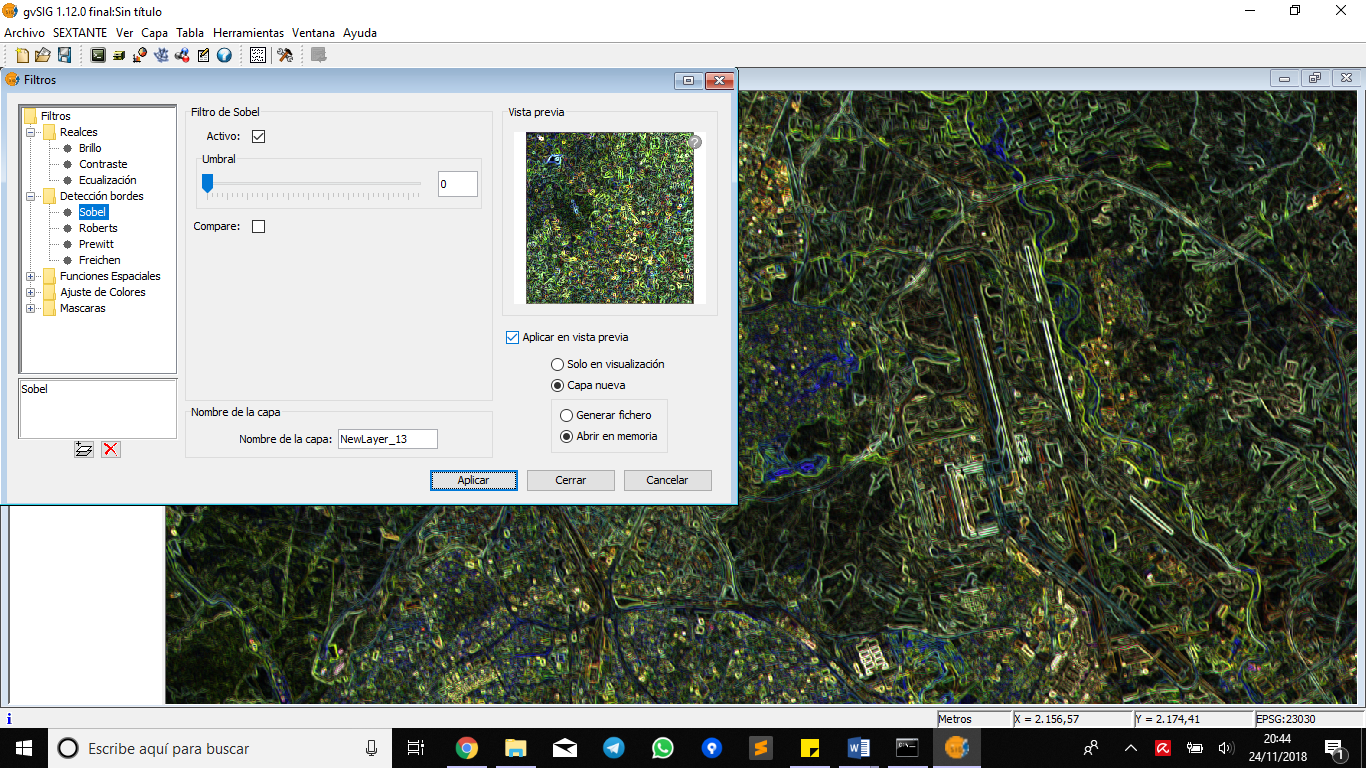 gvSIG 1.12.0 final:Sin título
Archivo SEXTANTE Ver Capa Tabla Herramientas Ventana Ayuda
Filtros
Filtros
Realces
Brillo
Contraste
Ecualización
Detección bordes
Sobel
Roberts
Prewitt
Freichen
Funciones Espaciales
Ajuste de Colores
Mascaras
Sobel
Filtro de Sobel
Activo:
Umbral
0
Compare:
Nombre de la capa
Nombre de la capa: NewLayer_13
Vista previa
?
Aplicar en vista previa
Solo en visualización
Capa nueva
Generar fichero
Abrir en memoria
Aplicar Cerrar Cancelar
Metros X = 2.156,57 Y = 2.174,41 EPSG:23030
Escribe aquí para buscar
20:44
24/11/2018
1